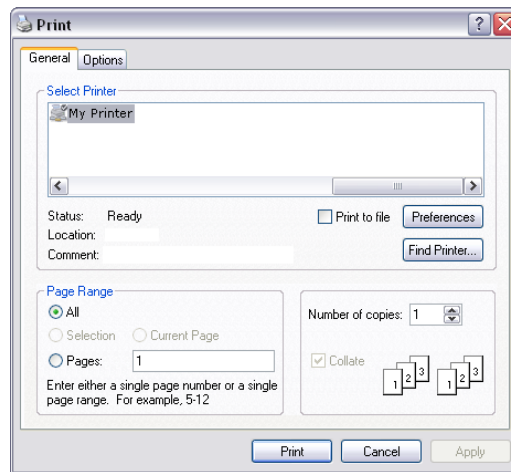 Print
General Options
Select Printer
My Printer
Status: Ready
Print to file
Preferences
Location:
Comment:
Find Printer...
Page Range
All
Selection
Current Page
Pages: 1
Enter either a single page number or a single
page range. For example, 5-12
Number of copies: 1
Collate
1 2 3 1 2 3
Print Cancel Apply